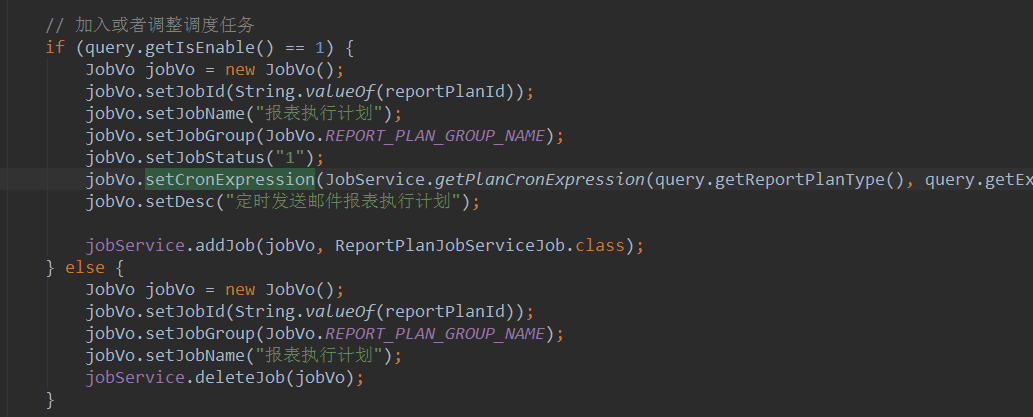 // 加入或者调整调度任务
if (query.getIsEnable() == 1) {
JobVo jobVo = new JobVo();
jobVo.setJobId(String.valueOf(reportPlanId));
jobVo.setJobName("报表执行计划");
jobVo.setJobGroup(JobVo.REPORT_PLAN_GROUP_NAME);
jobVo.setJobStatus("1");
jobVo.setCronExpression(JobService.getPlanCronExpression(query.getReportPlanType(), query.getEx
jobVo.setDesc("定时发送邮件报表执行计划");
jobService.addJob(jobVo, ReportPlanJobServiceJob.class);
} else {
JobVo jobVo = new JobVo();
jobVo.setJobId(String.valueOf(reportPlanId));
jobVo.setJobGroup(JobVo.REPORT_PLAN_GROUP_NAME);
jobVo.setJobName("报表执行计划");
jobService.deleteJob(jobVo);
}